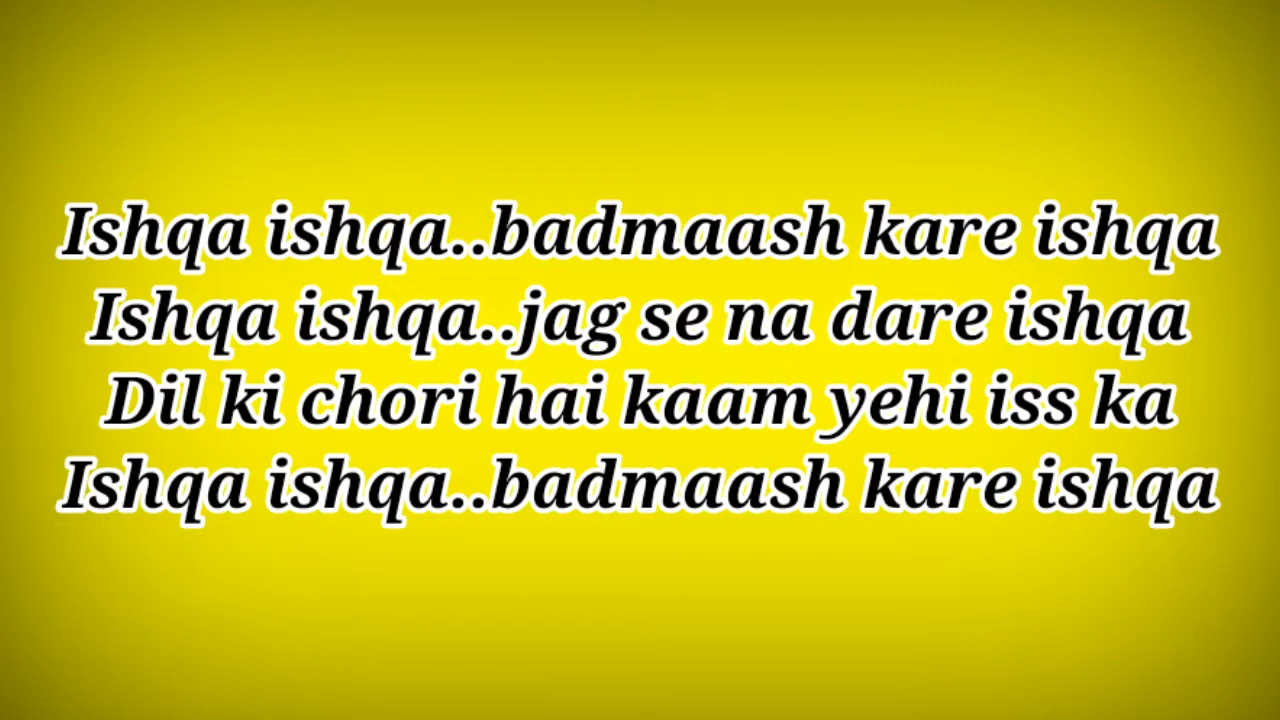 Ishqa ishqa..badmaash kare ishqa
Ishqa ishqa..jag se na dare ishqa
Dil ki chori hai kaam yehi iss ka
Ishqa ishqa..badmaash kare ishqa